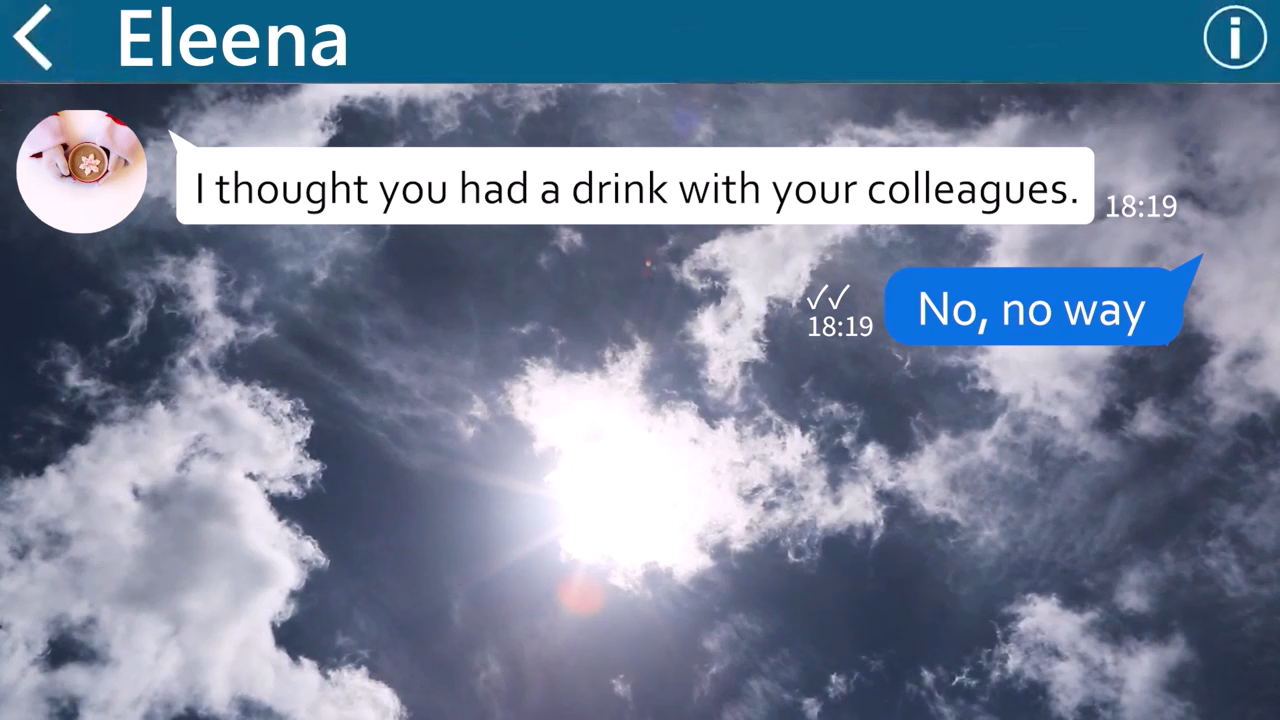 Eleena
I thought you had a drink with your colleagues.
18:19
No, no way
18:19